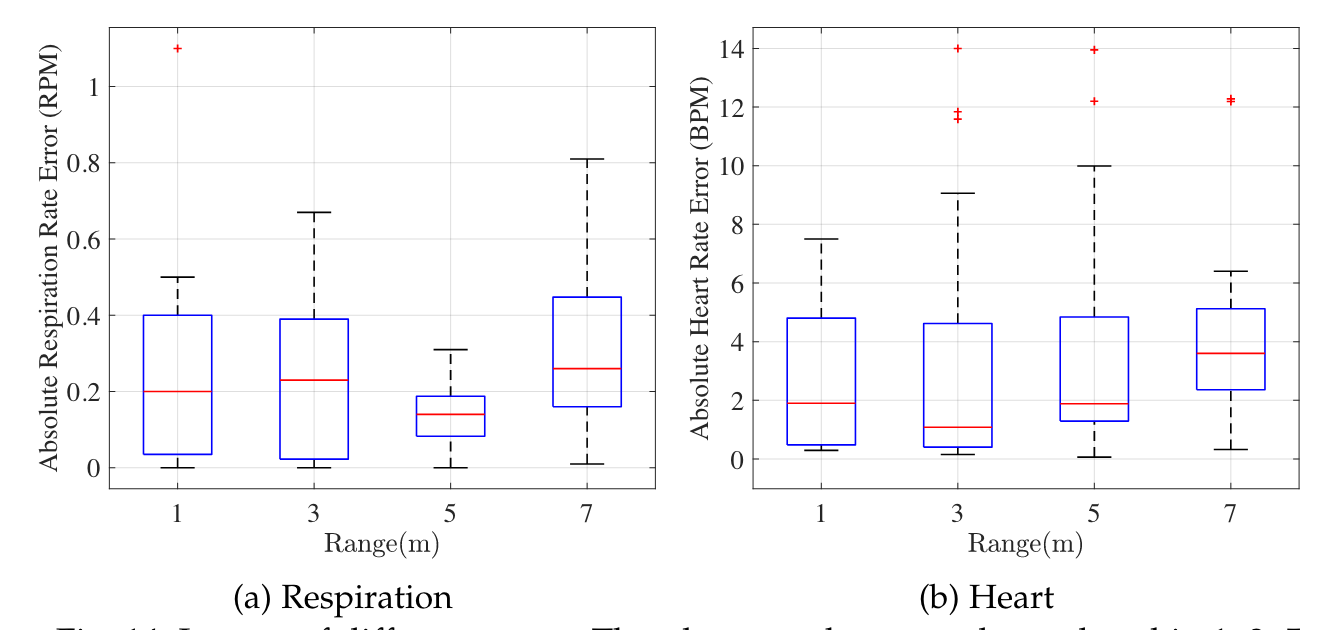 Absolute Respiration Rate Error (RPM)
1
0.8
0.6
0.4
0.2
0
1 3 5 7
Range(m)
(a) Respiration
Absolute Heart Rate Error (BPM)
14
12
10
8
6
4
2
0
1 3 5 7
Range(m)
(b) Heart